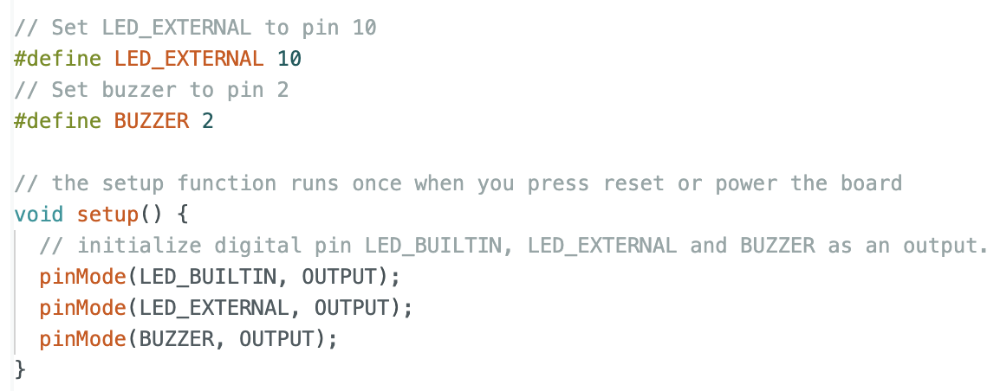 // Set LED_EXTERNAL to pin 10
#define LED_EXTERNAL 10
// Set buzzer to pin 2
#define BUZZER 2
// the setup function runs once when you press reset or power the board
void setup() {
// initialize digital pin LED_BUILTIN, LED_EXTERNAL and BUZZER as an output.
pinMode(LED_BUILTIN, OUTPUT);
pinMode(LED_EXTERNAL, OUTPUT);
pinMode(BUZZER, OUTPUT);
}